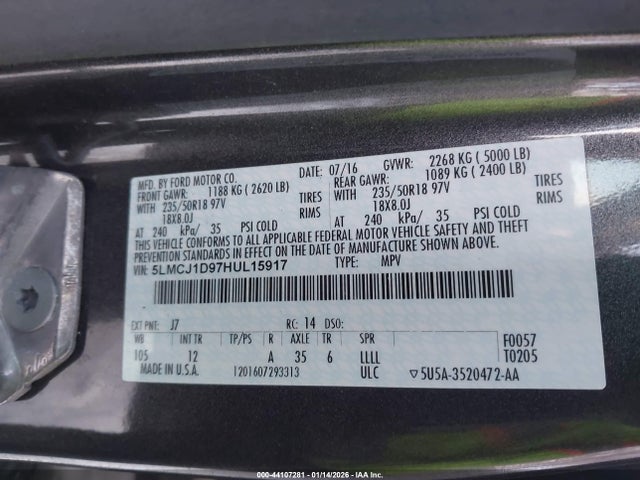 MFD. BY FORD MOTOR CO. DATE: 07/16 GVWR: 2268 KG ( 5000 LB)
FRONT GAWR: 1188 KG ( 2620 LB) REAR GAWR: 1089 KG ( 2400 LB)
WITH 235/50R18 97V TIRES WITH 235/50R18 97V TIRES
18X8.0J RIMS 18X8.0J RIMS
AT 240 kPa/ 35 PSI COLD AT 240 kPa/ 35 PSI COLD
THIS VEHICLE CONFORMS TO ALL APPLICABLE FEDERAL MOTOR VEHICLE SAFETY AND THEFT
PREVENTION STANDARDS IN EFFECT ON THE DATE OF MANUFACTURE SHOWN ABOVE.
5LMCJ1D97HUL15917 TYPE: MPV
EXT PNT: J7 RC: 14 DSO:
WB INT TR TP/PS R AXLE TR SPR F0057
105 12 A 35 6 LLLL T0205
MADE IN U.S.A. 1201607293313 ULC ▽5U5A-3520472-AA
000-44107281 - 01/14/2026 - IAA Inc.